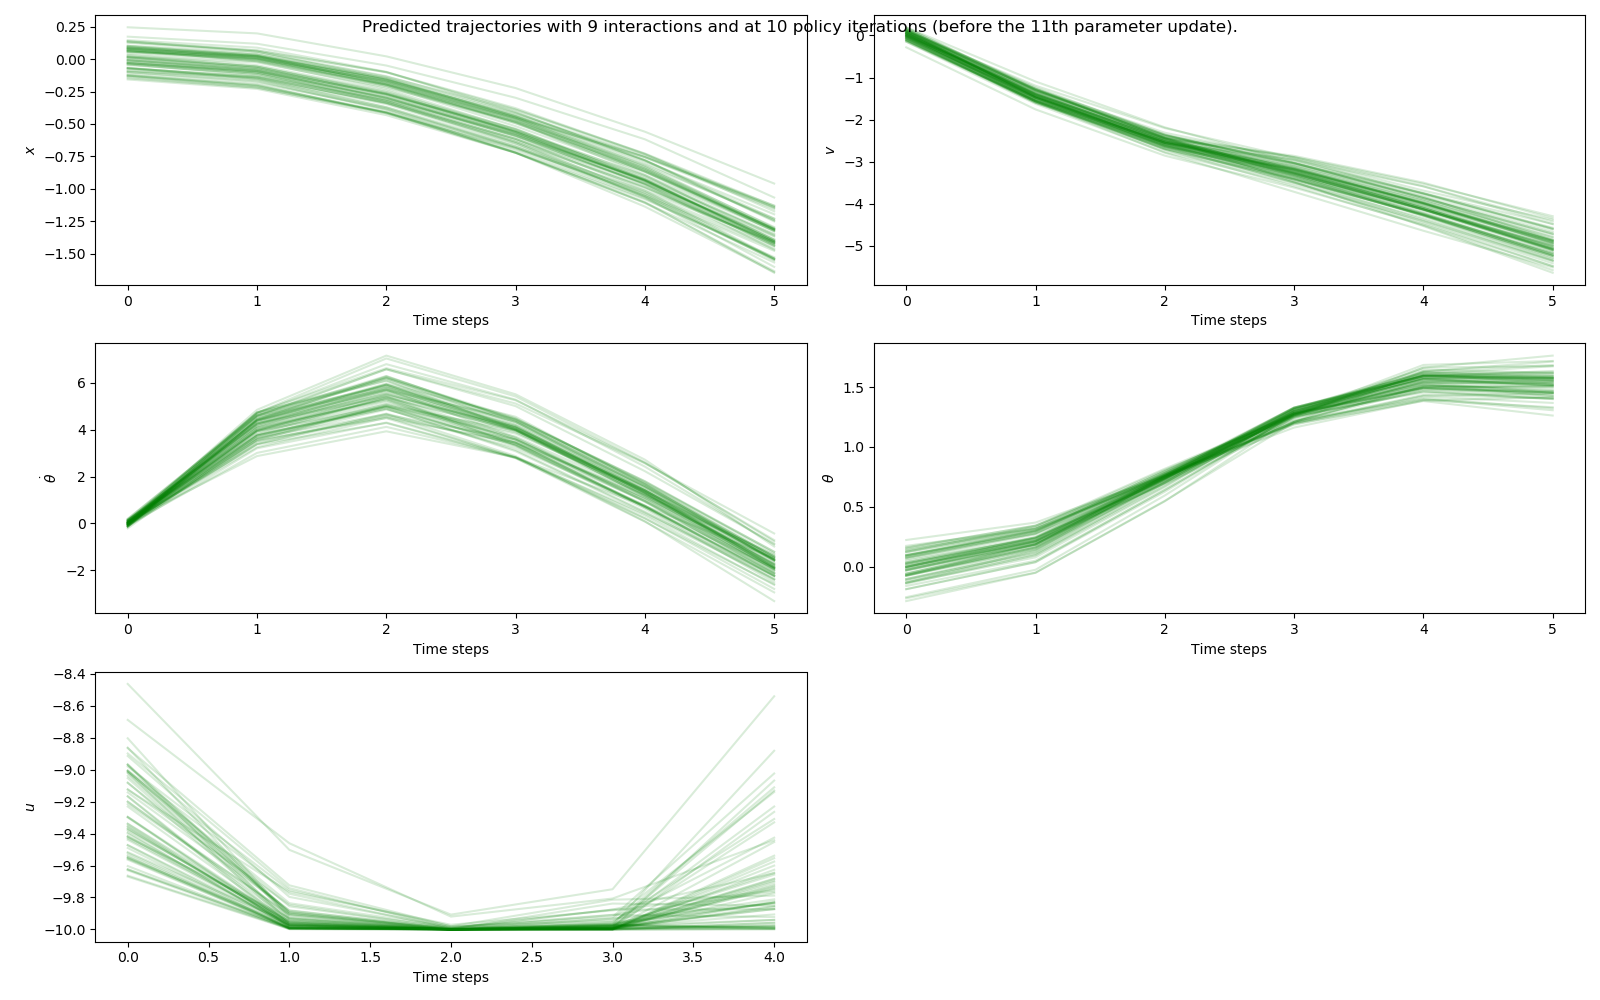 Predicted trajectories with 9 interactions and at 10 policy iterations (before the 11th parameter update).
0.25
0.00
−0.25
−0.50
−0.75
−1.00
−1.25
−1.50
x
0 1 2 3 4 5
Time steps
0
−1
−2
−3
−4
−5
v
0 1 2 3 4 5
Time steps
6
4
2
0
−2
θ̇
0 1 2 3 4 5
Time steps
1.5
1.0
0.5
0.0
θ
0 1 2 3 4 5
Time steps
−8.4
−8.6
−8.8
−9.0
−9.2
−9.4
−9.6
−9.8
−10.0
u
0.0 0.5 1.0 1.5 2.0 2.5 3.0 3.5 4.0
Time steps